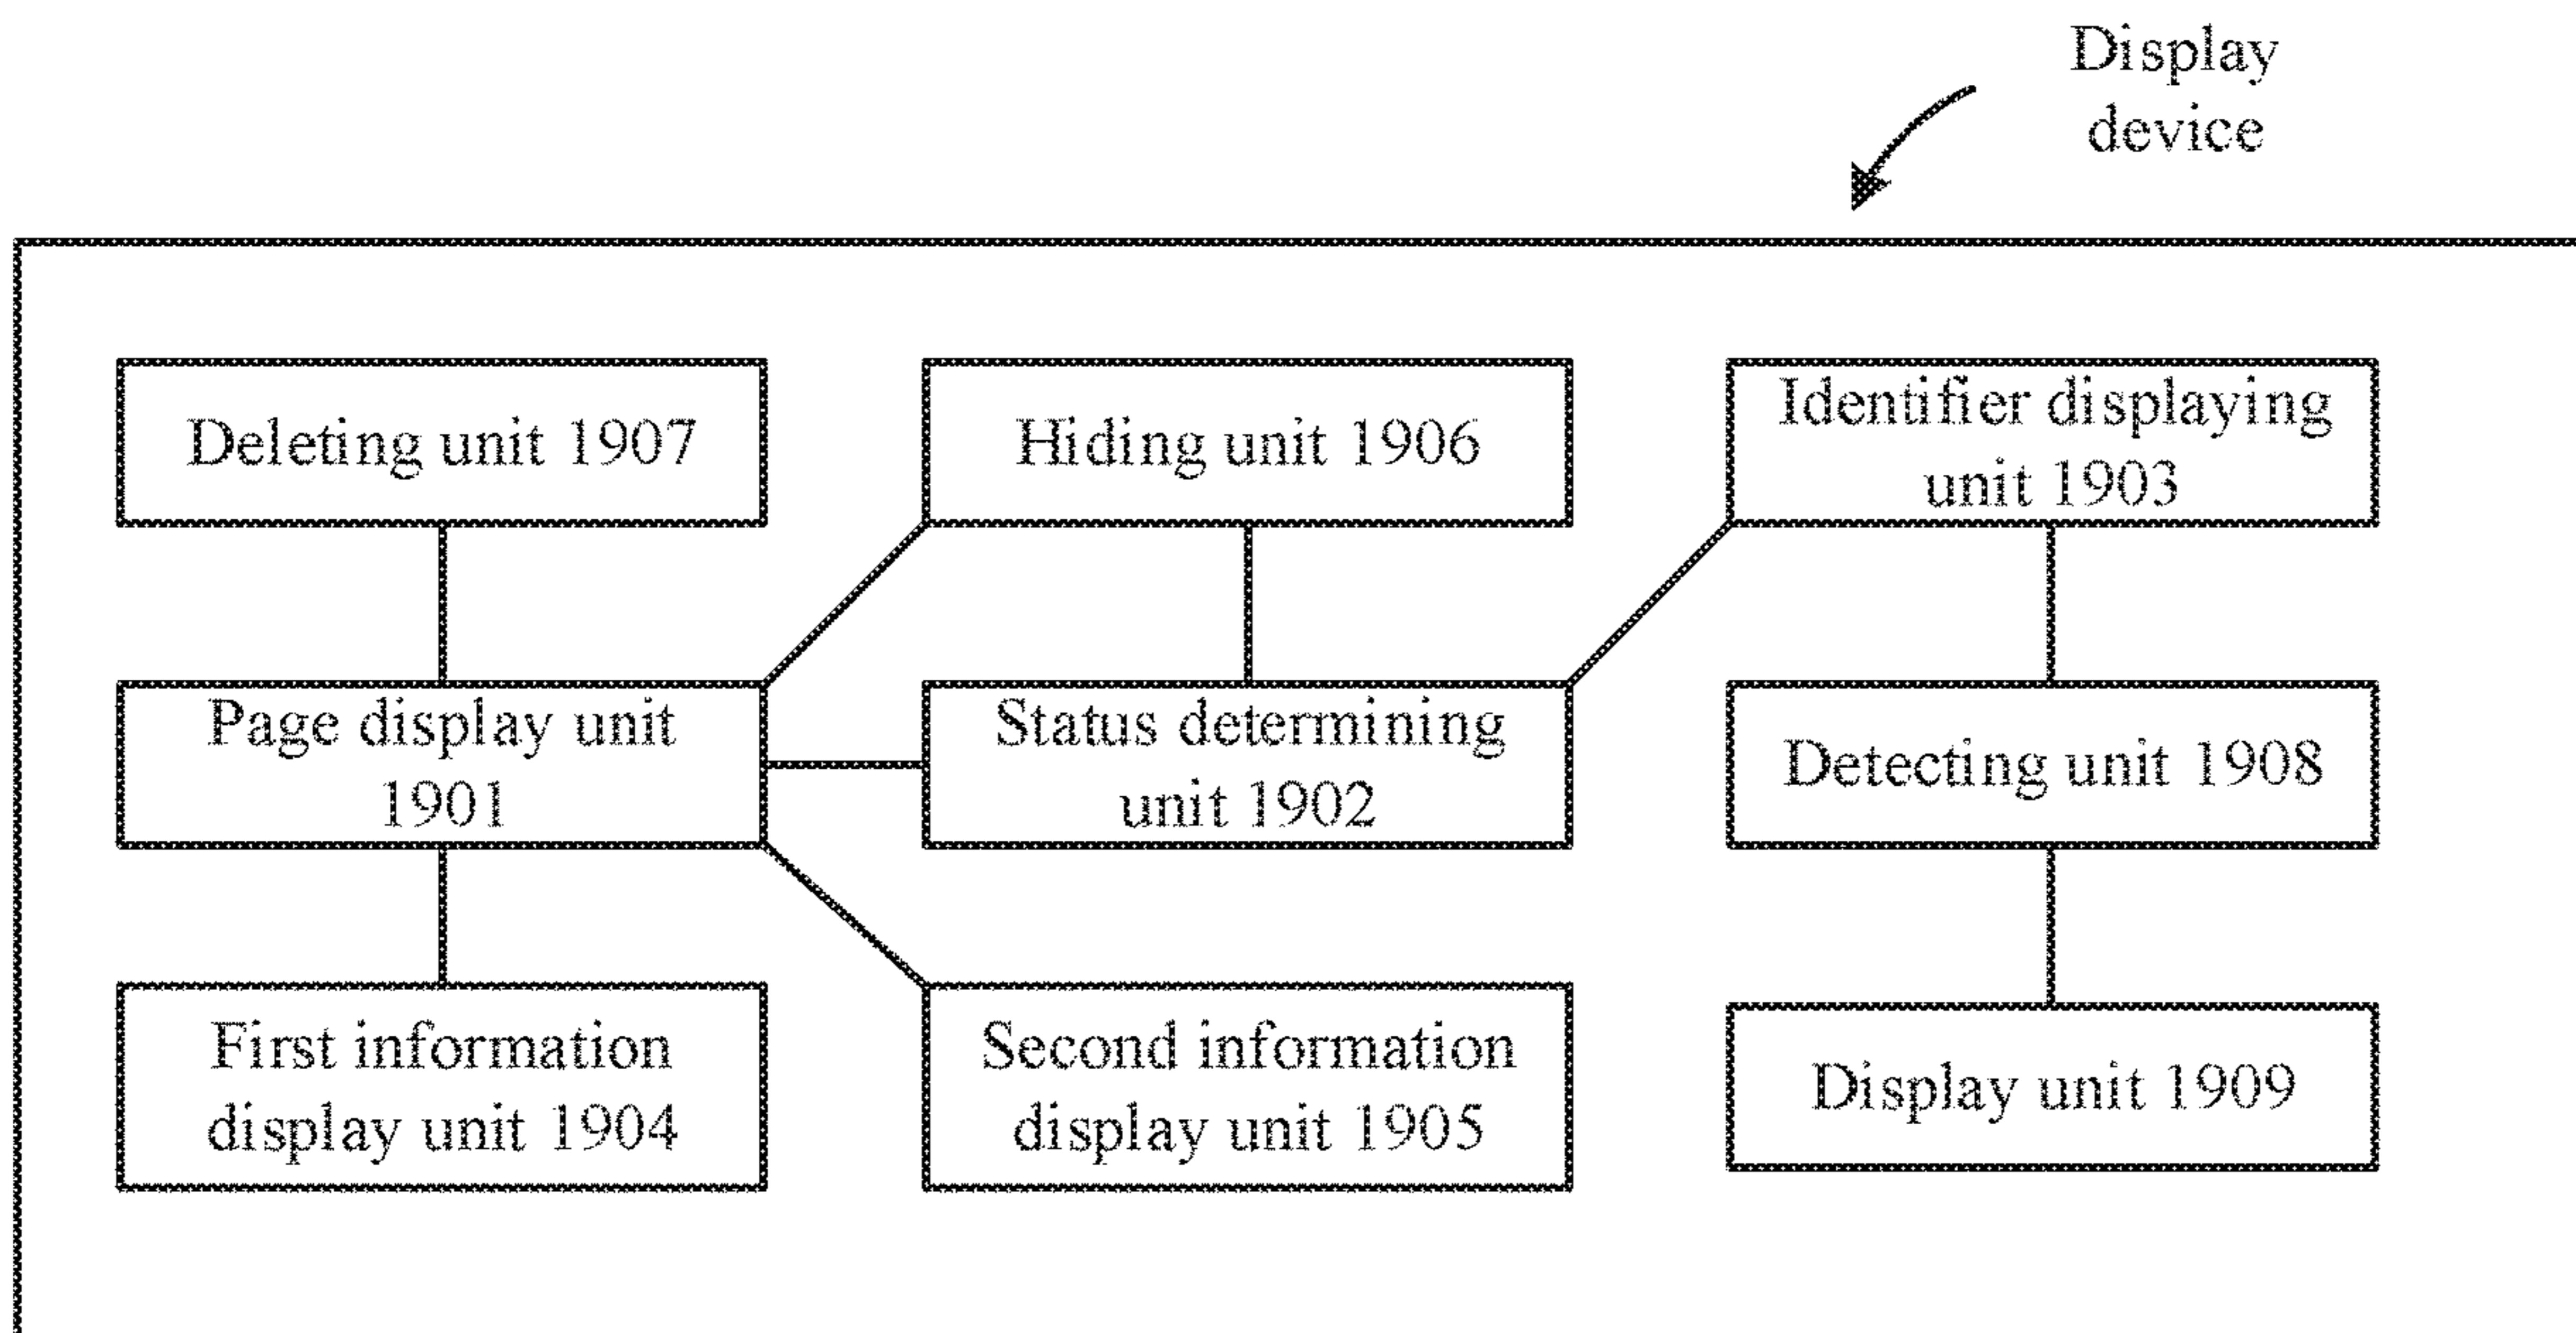 Display
device
Deleting unit 1907
Hiding unit 1906
Identifier displaying
unit 1903
Page display unit
1901
Status determining
unit 1902
Detecting unit 1908
First information
display unit 1904
Second information
display unit 1905
Display unit 1909